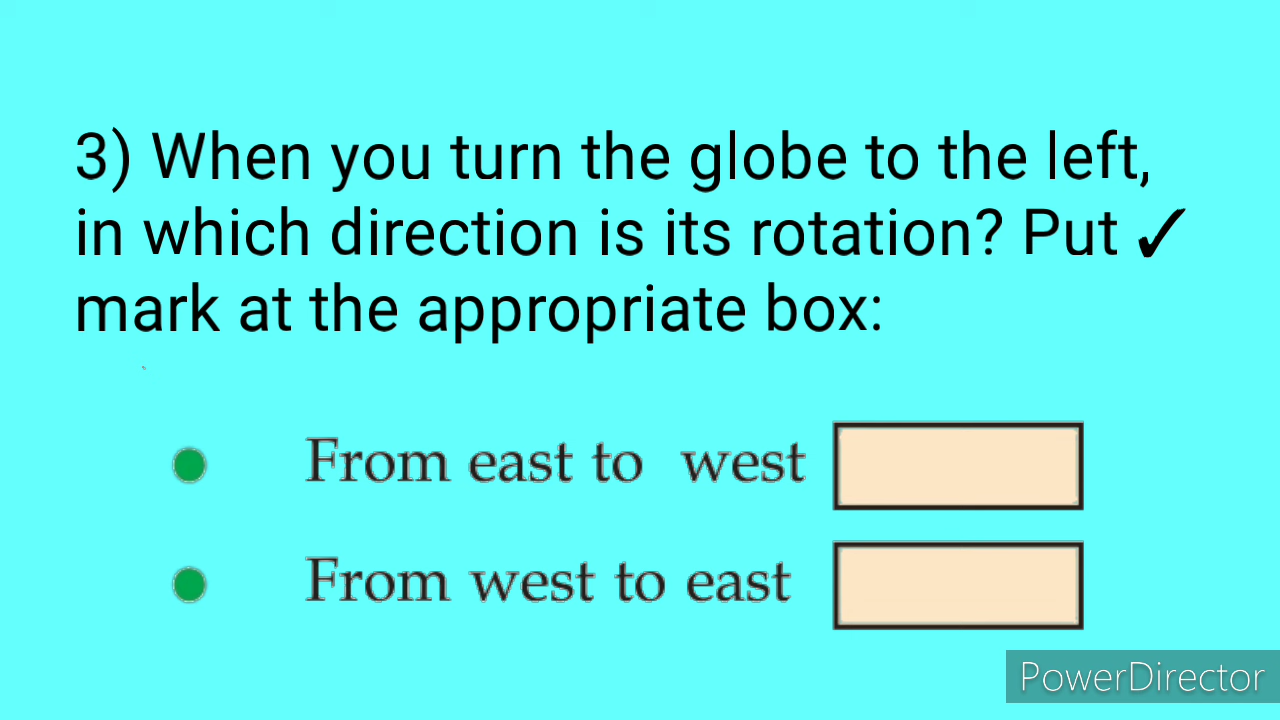 3) When you turn the globe to the left,
in which direction is its rotation? Put ✓
mark at the appropriate box:
From east to west
From west to east
PowerDirector